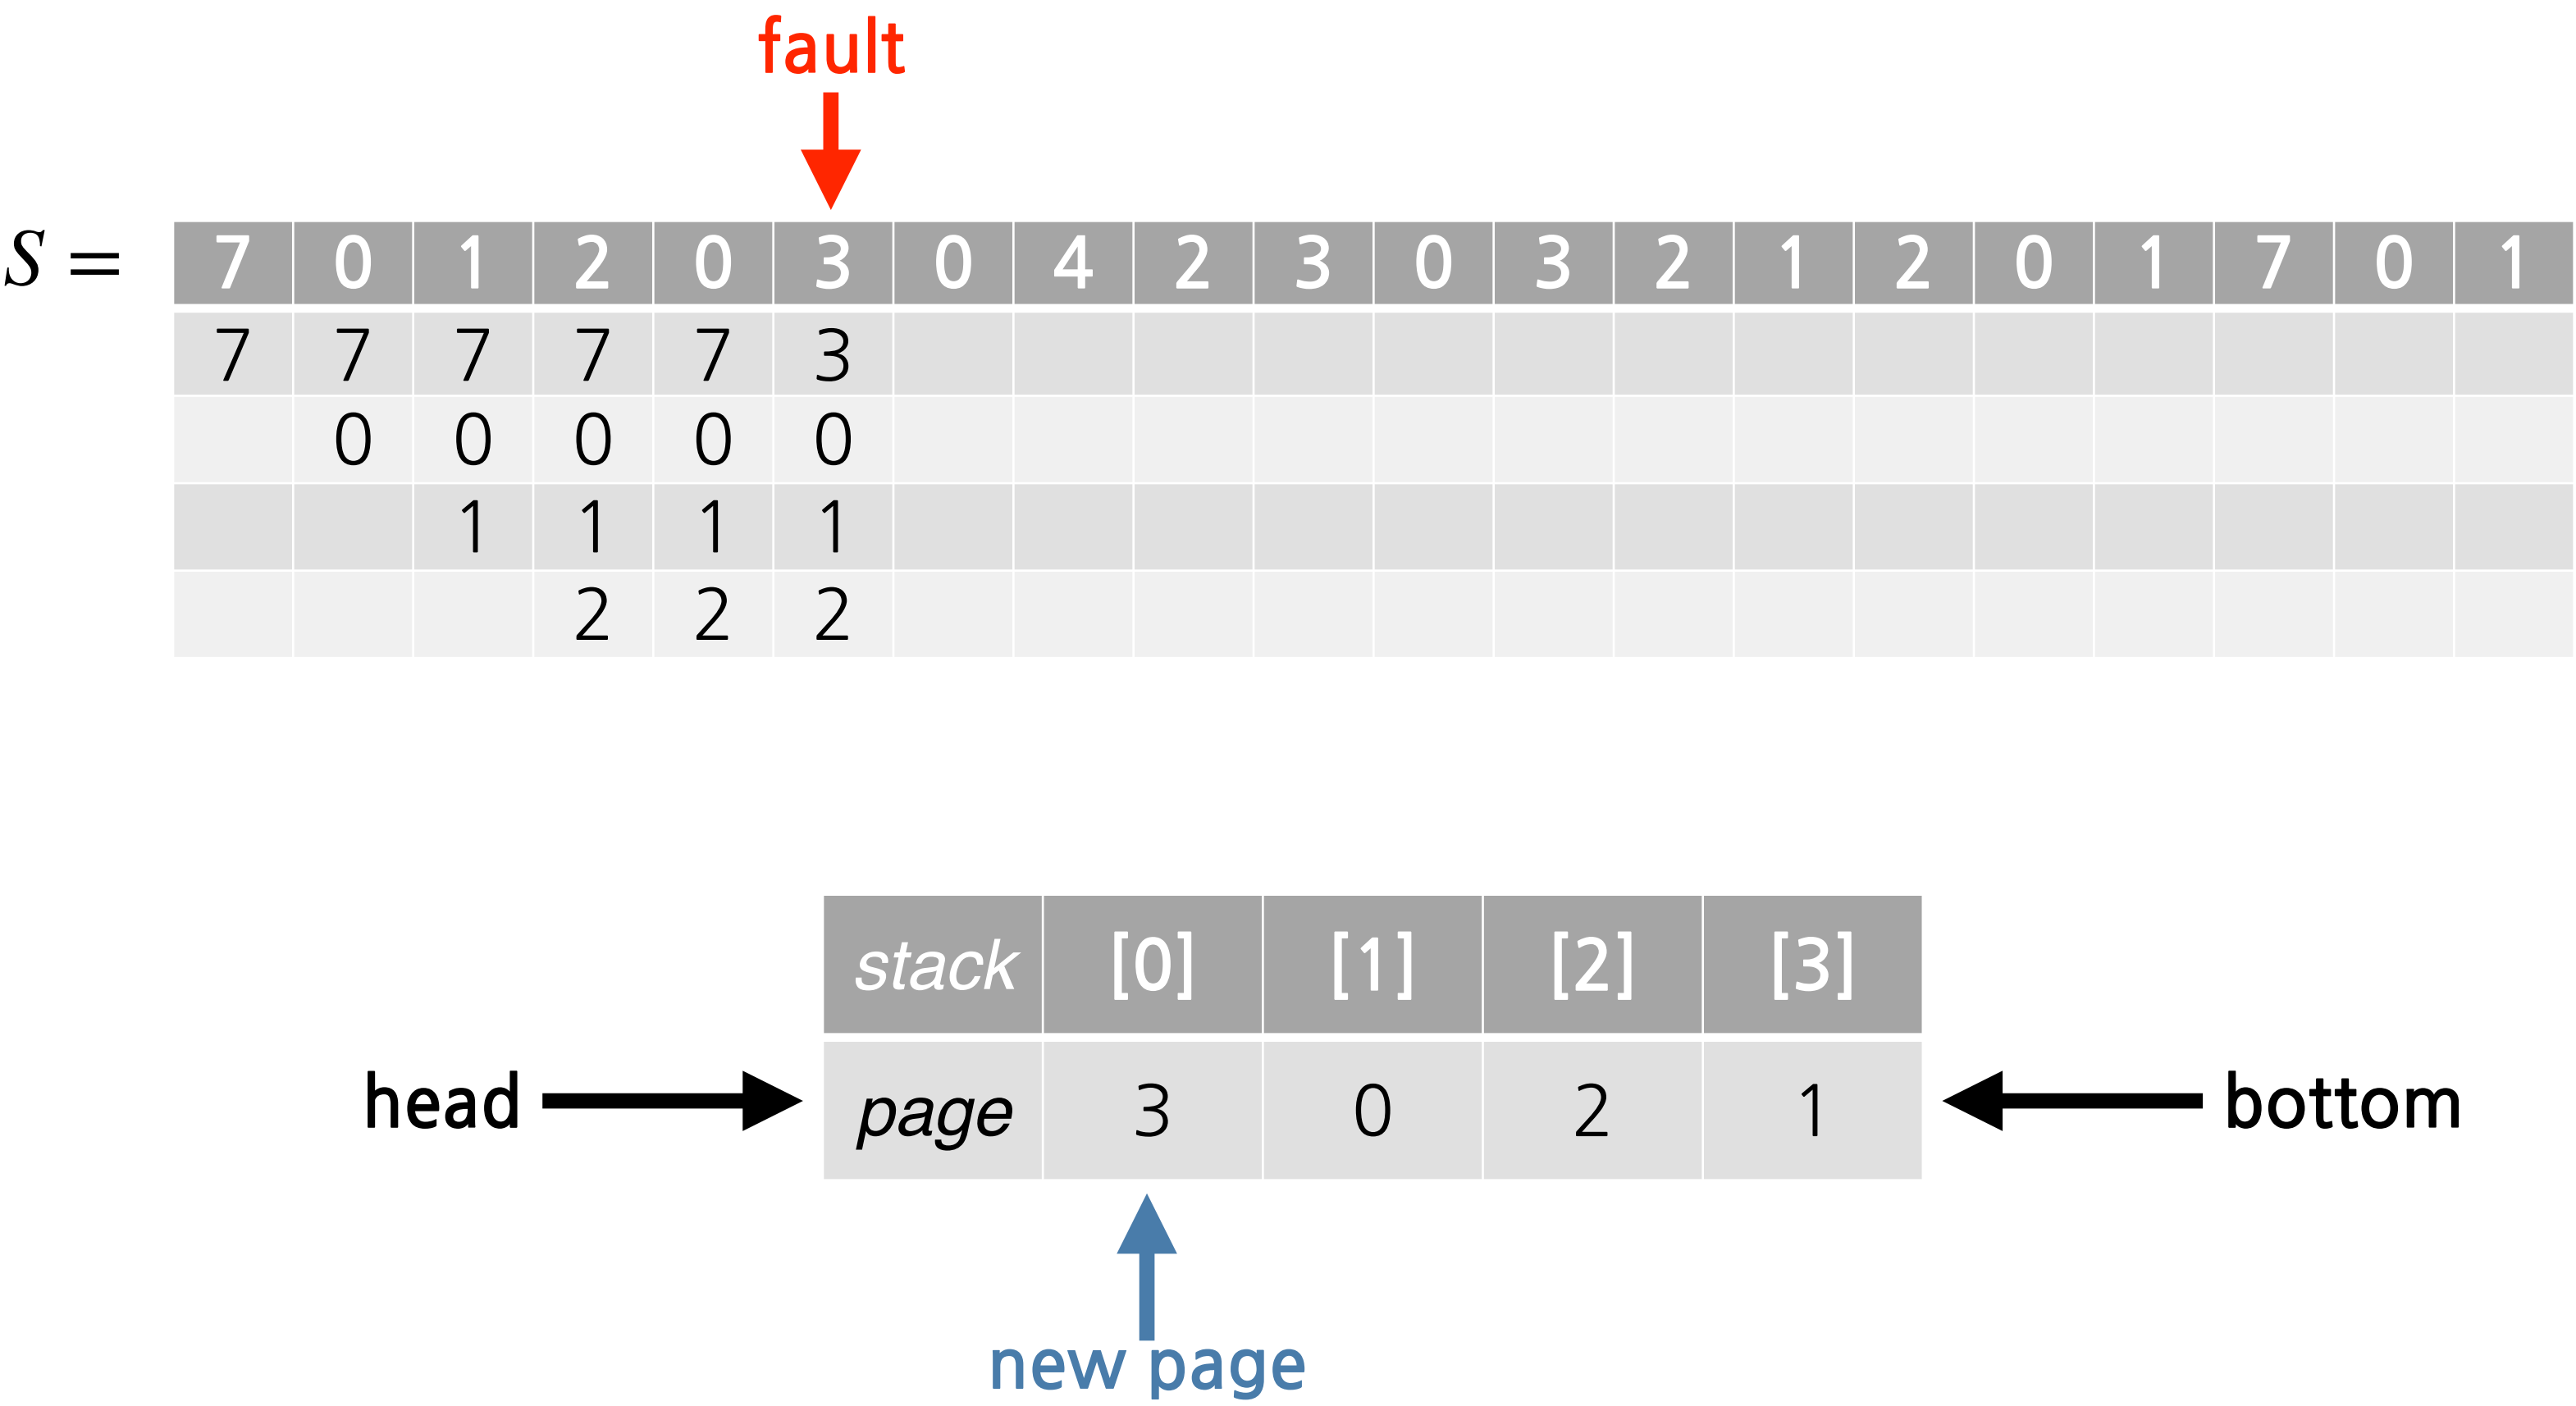 fault
S = 7 0 1 2 0 3 0 4 2 3 0 3 2 1 2 0 1 7 0 1
7 7 7 7 7 3
0 0 0 0 0
1 1 1 1
2 2 2
stack [0] [1] [2] [3]
head page 3 0 2 1 bottom
new page